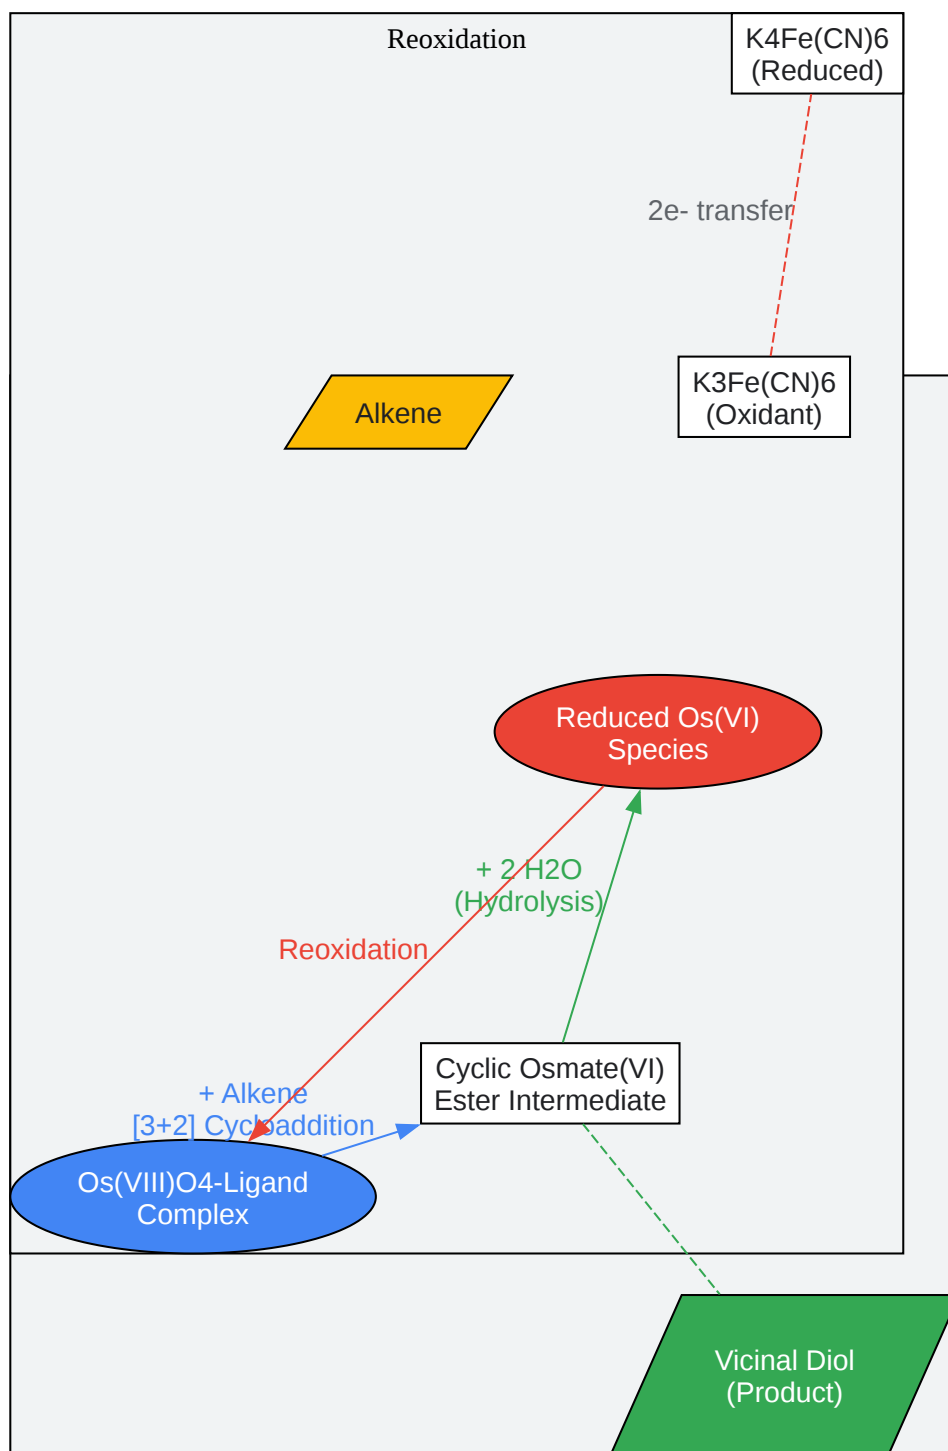 Reoxidation
K4Fe(CN)6
(Reduced)
2e- transfer
K3Fe(CN)6
(Oxidant)
Alkene
Reduced Os(VI)
Species
+ 2 H2O
(Hydrolysis)
Reoxidation
Cyclic Osmate(VI)
Ester Intermediate
+ Alkene
[3+2] Cycloaddition
Os(VIII)O4-Ligand
Complex
Vicinal Diol
(Product)